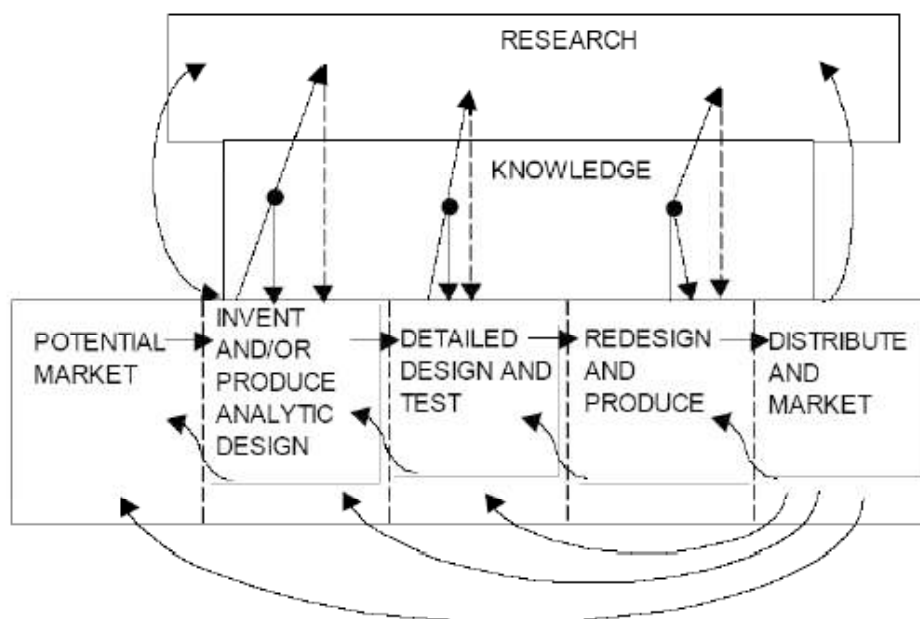 RESEARCH
KNOWLEDGE
POTENTIAL
MARKET
INVENT
AND/OR
PRODUCE
ANALYTIC
DESIGN
DETAILED
DESIGN AND
TEST
REDESIGN
AND
PRODUCE
DISTRIBUTE
AND
MARKET